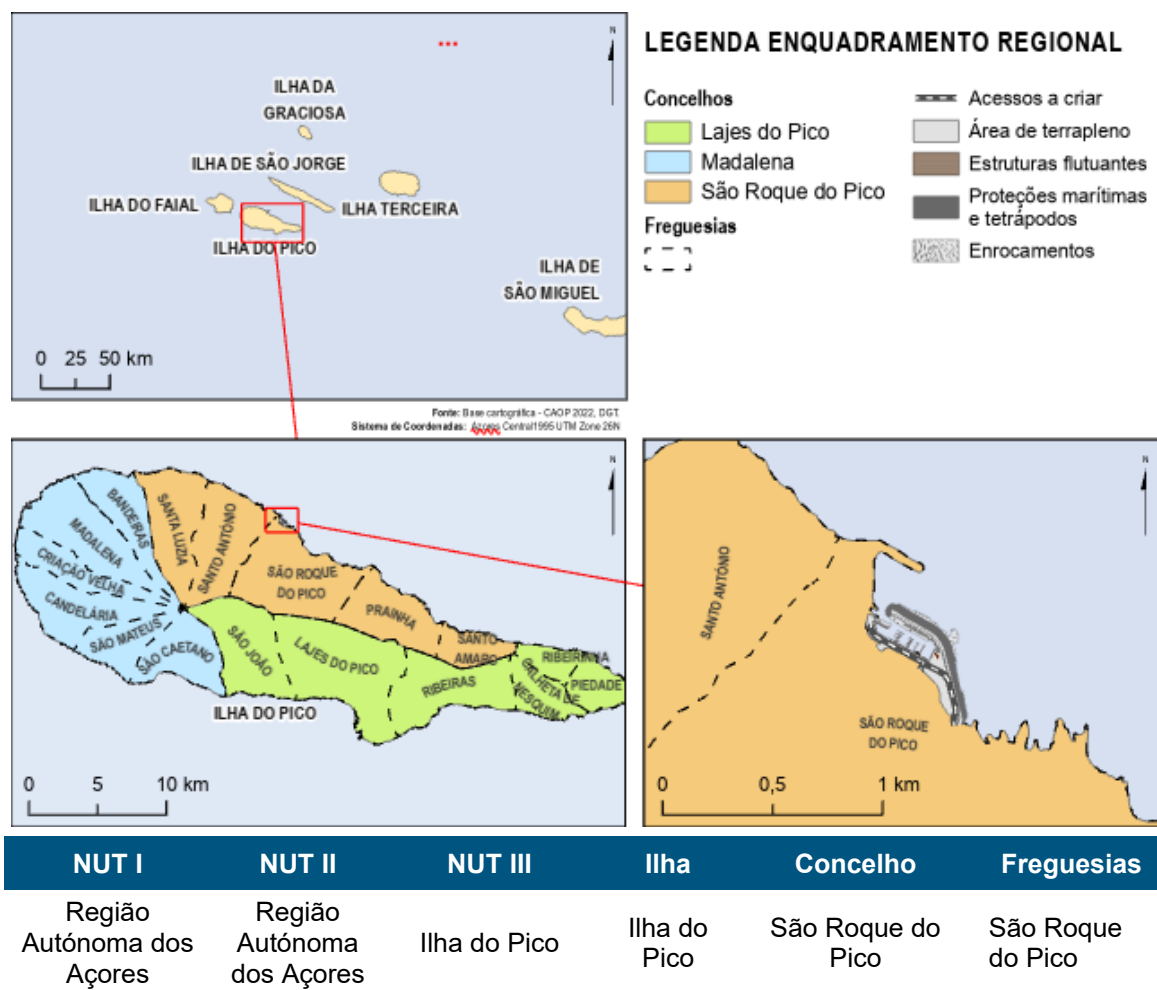 N
ILHA DA
GRACIOSA
ILHA DE SÃO JORGE
ILHA DO FAIAL
ILHA TERCEIRA
ILHA DO PICO
ILHA DE
SÃO MIGUEL
0 25 50 km
Fonte: Base cartográfica - CAOP 2022, DGT.
Sistema de Coordenadas: Azores Central 1995 UTM Zone 26N
LEGENDA ENQUADRAMENTO REGIONAL
Concelhos
Lajes do Pico
Madalena
São Roque do Pico
Freguesias
Acessos a criar
Área de terrapleno
Estruturas flutuantes
Proteções marítimas
e tetrápodos
Enrocamentos
N
BANDEIRAS
MADALENA
CRIAÇÃO VELHA
CANDELÁRIA
SÃO MATEUS
SÃO CAETANO
SANTA LUZIA
SANTO ANTÓNIO
SÃO ROQUE
DO PICO
PRAINHA
SANTO
AMARO
SÃO JOÃO
LAJES DO PICO
RIBEIRAS
CALHETA DE
NESQUIM
RIBEIRINHA
PIEDADE
ILHA DO PICO
0 5 10 km
N
SANTO ANTÓNIO
SÃO ROQUE
DO PICO
0 0,5 1 km
NUT I NUT II NUT III Ilha Concelho Freguesias
Região Autónoma dos Açores
Região Autónoma dos Açores
Ilha do Pico
Ilha do Pico
São Roque do Pico
São Roque do Pico